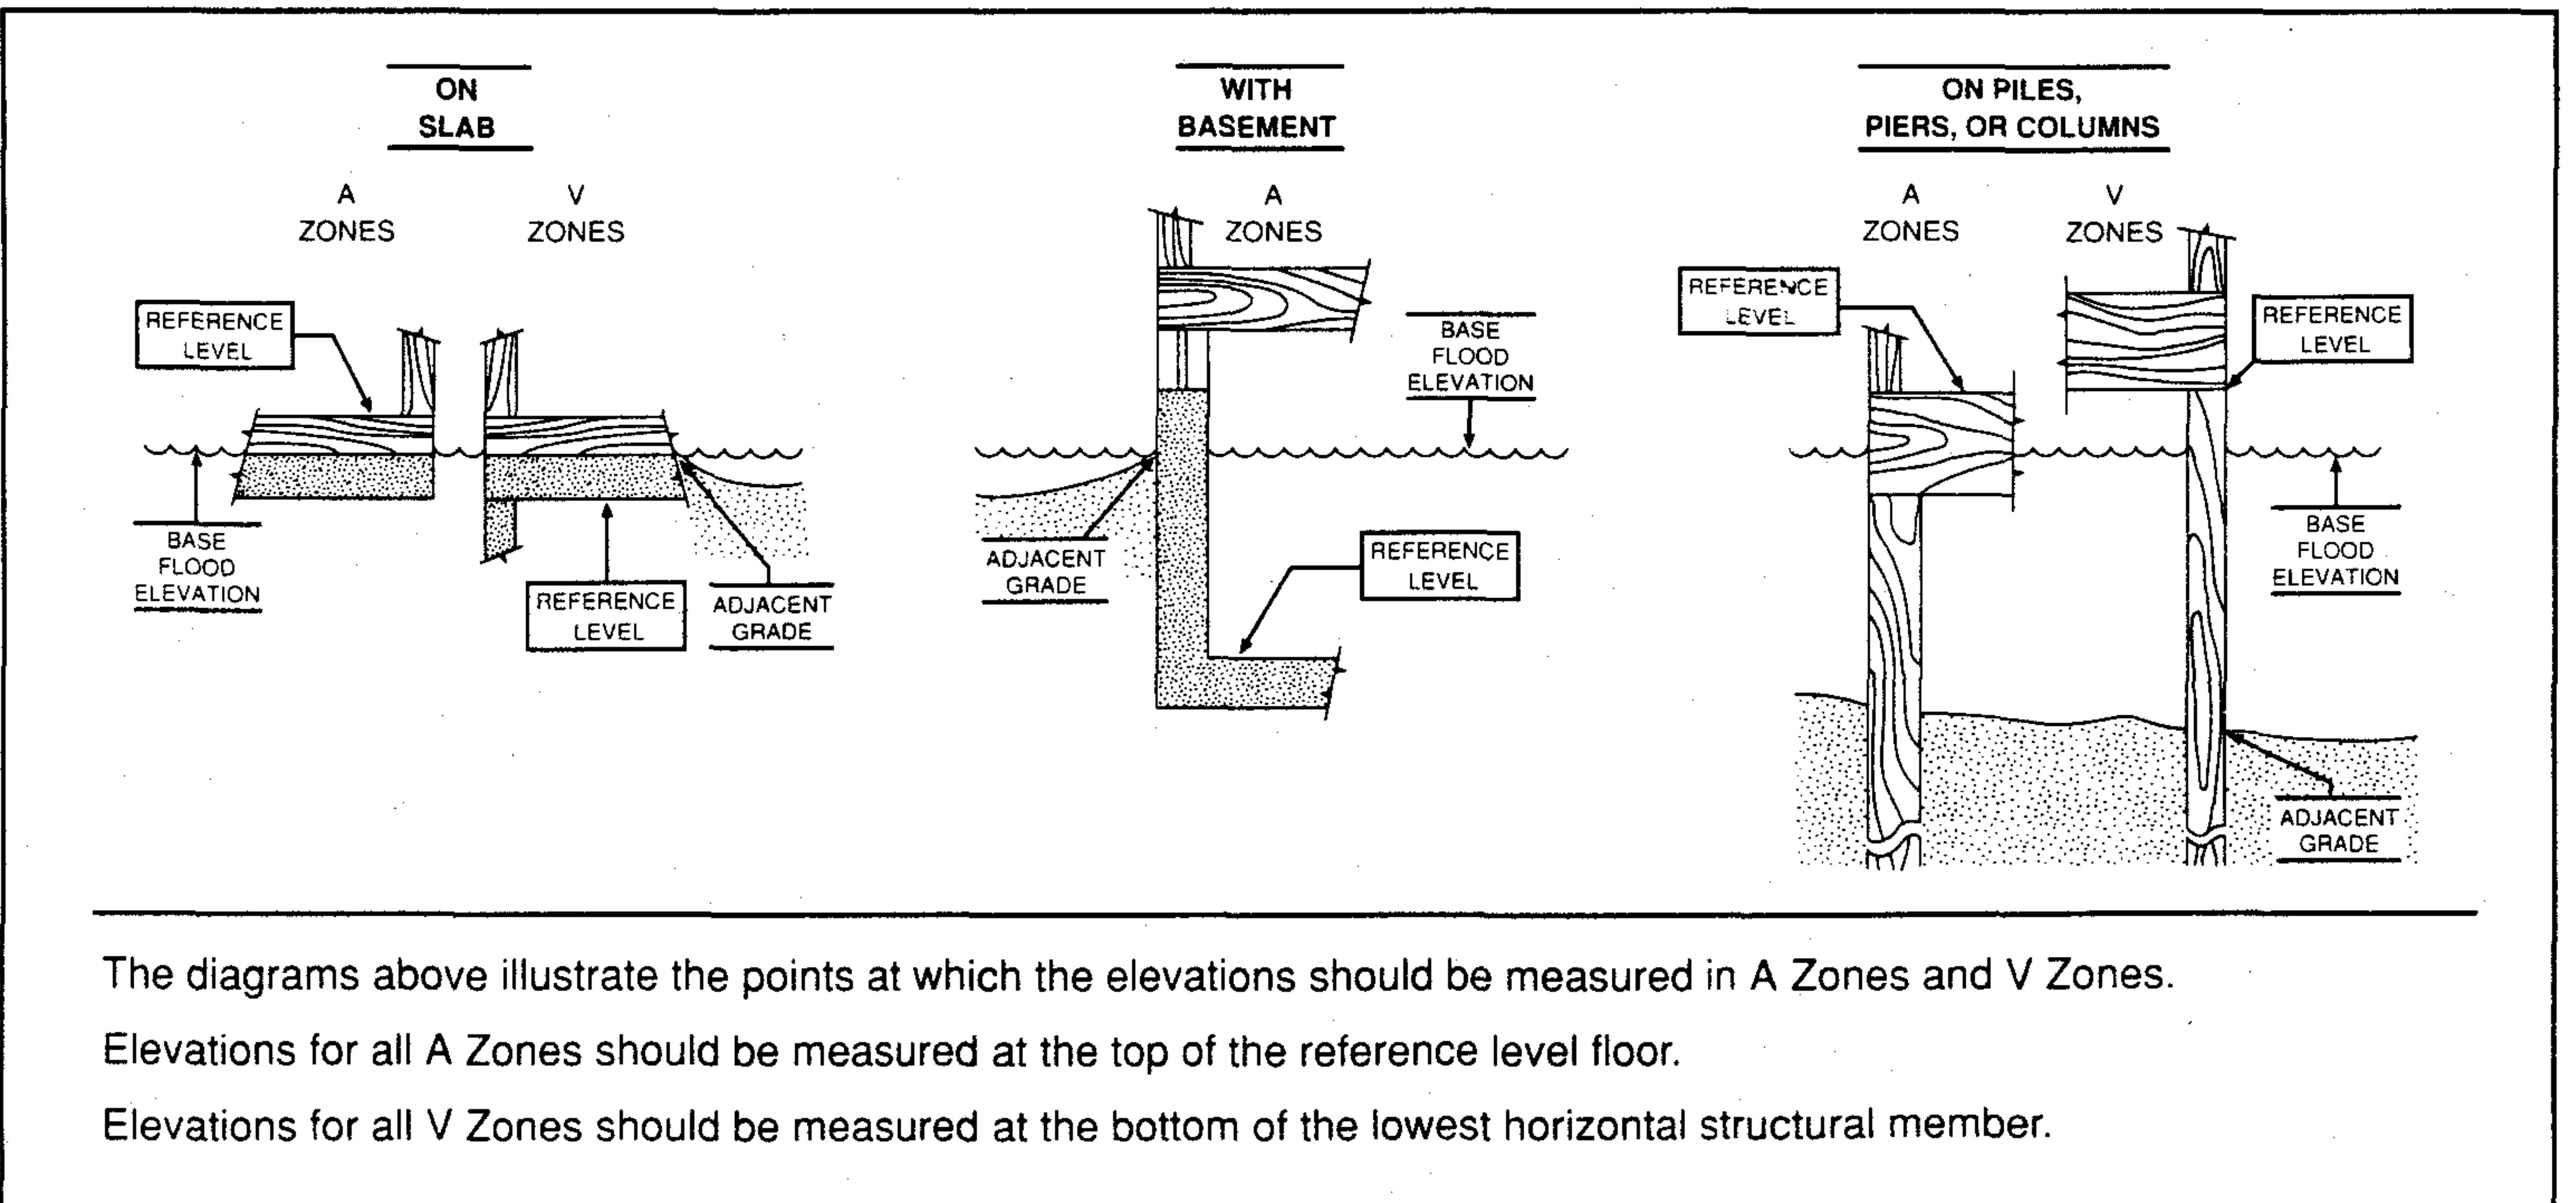 ON
SLAB
A
ZONES
V
ZONES
REFERENCE
LEVEL
BASE
FLOOD
ELEVATION
REFERENCE
LEVEL
ADJACENT
GRADE
WITH
BASEMENT
A
ZONES
BASE
FLOOD
ELEVATION
ADJACENT
GRADE
REFERENCE
LEVEL
ON PILES,
PIERS, OR COLUMNS
A
ZONES
V
ZONES
REFERENCE
LEVEL
REFERENCE
LEVEL
BASE
FLOOD
ELEVATION
ADJACENT
GRADE
The diagrams above illustrate the points at which the elevations should be measured in A Zones and V Zones.
Elevations for all A Zones should be measured at the top of the reference level floor.
Elevations for all V Zones should be measured at the bottom of the lowest horizontal structural member.